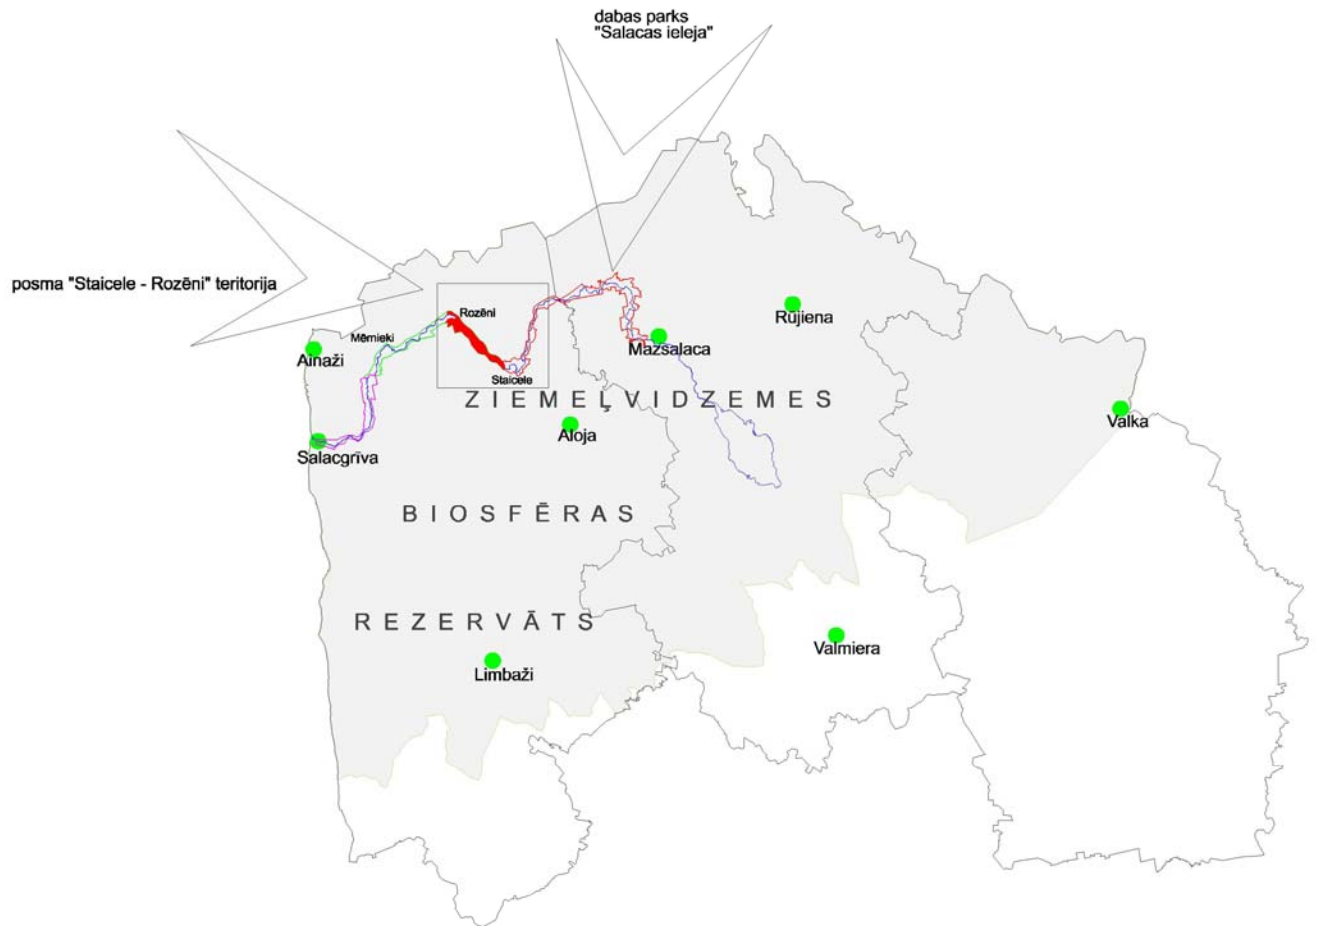 dabas parks
"Salacas ieleja"
posma "Staicele - Rozēni" teritorija
Rozēni
Mērnieki
Ainaži
Staicele
Mazsalaca
Rūjiena
ZIEMEĻVIDZEMES
Aloja
Valka
Salacgrīva
BIOSFĒRAS
REZERVĀTS
Limbaži
Valmiera